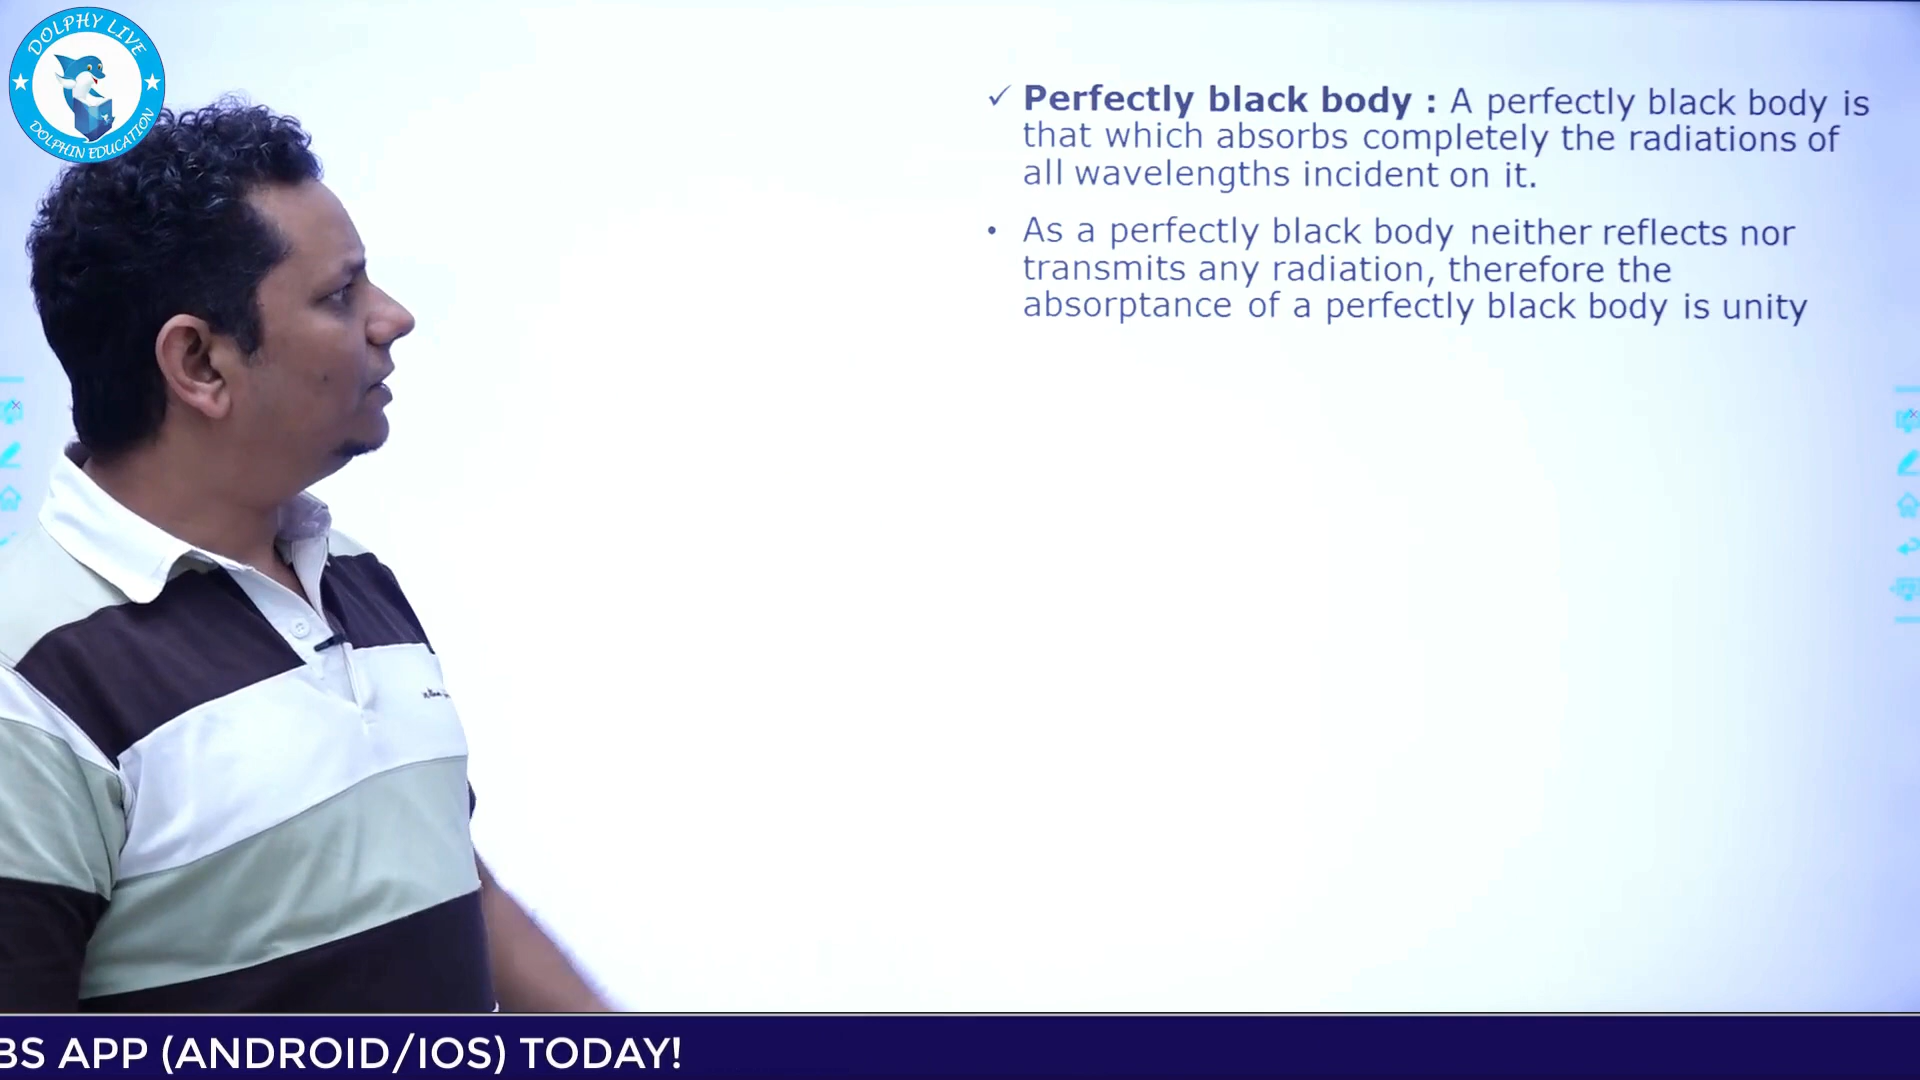 DOLPHY LIVE
DOLPHIN EDUCATION
✓ Perfectly black body : A perfectly black body is
that which absorbs completely the radiations of
all wavelengths incident on it.
• As a perfectly black body neither reflects nor
transmits any radiation, therefore the
absorptance of a perfectly black body is unity
BS APP (ANDROID/IOS) TODAY!